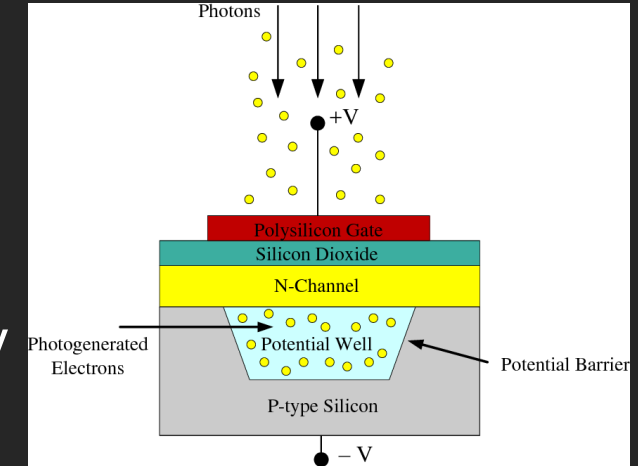 Photons
+V
Polysilicon Gate
Silicon Dioxide
N-Channel
Photogenerated
Electrons
Potential Well
Potential Barrier
P-type Silicon
– V